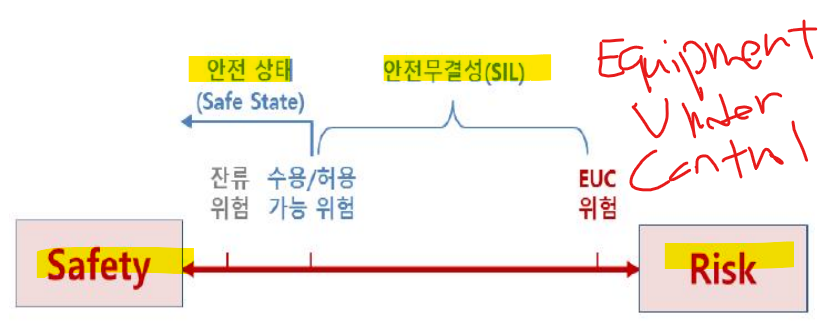 안전 상태
(Safe State)
안전무결성(SIL)
Equipment
Under
Control
잔류
위험
수용/허용
가능 위험
EUC
위험
Safety
Risk